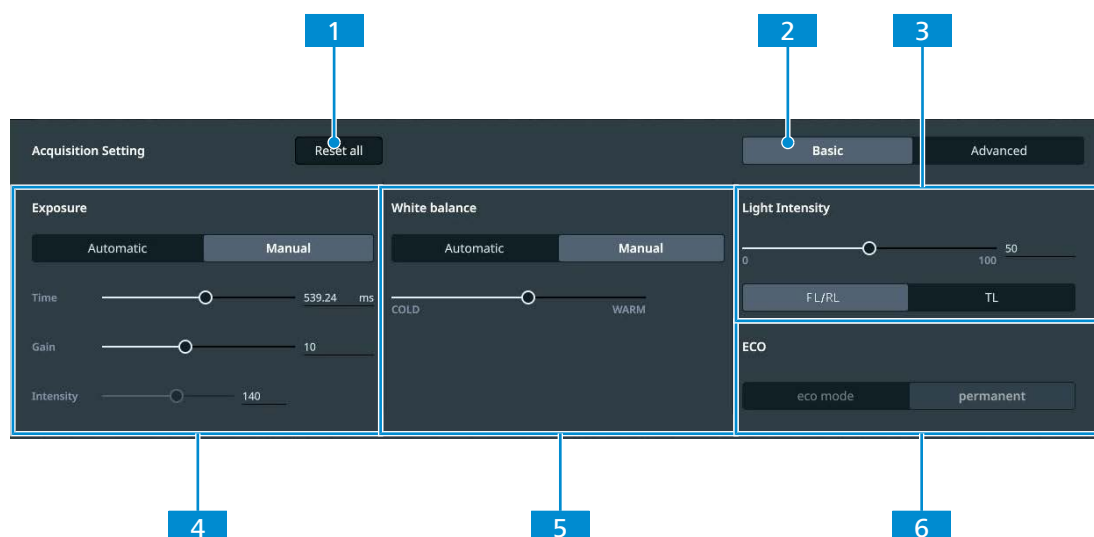 1
2
3
Acquisition Setting
Reset all
Basic
Advanced
Exposure
Automatic
Manual
Time
539.24 ms
Gain
10
Intensity
140
White balance
Automatic
Manual
COLD
WARM
Light Intensity
50
0
100
FL/RL
TL
ECO
eco mode
permanent
4
5
6